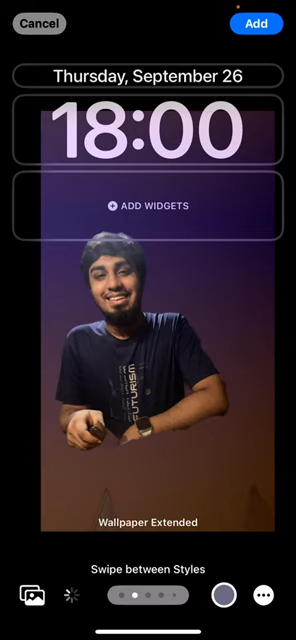 Cancel
Add
Thursday, September 26
18:00
ADD WIDGETS
FUTURISM
Wallpaper Extended
Swipe between Styles